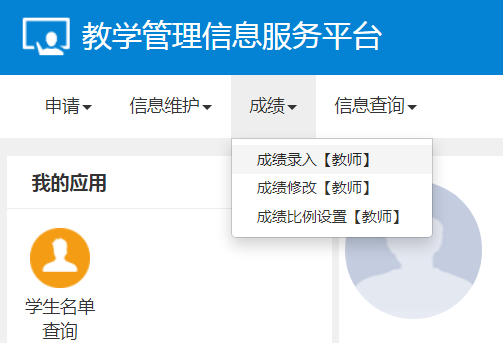 教学管理信息服务平台
申请 信息维护 成绩 信息查询
成绩录入【教师】
成绩修改【教师】
成绩比例设置【教师】
我的应用
学生名单
查询